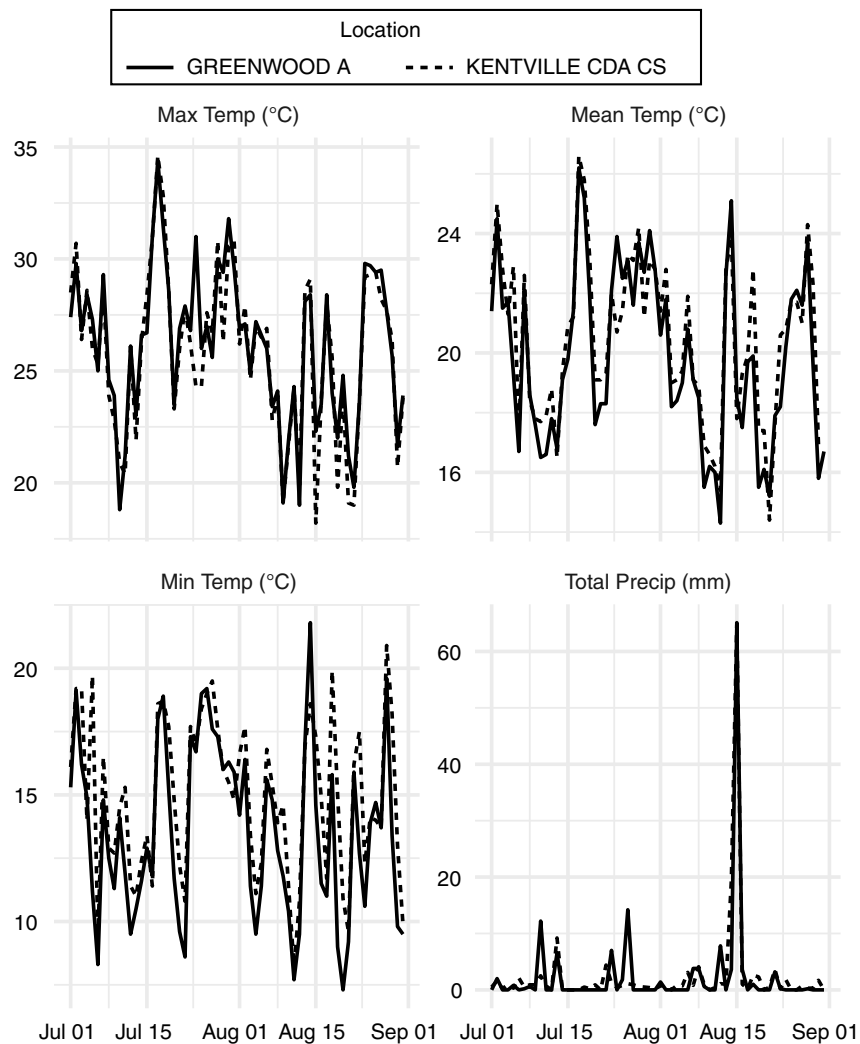 Location
GREENWOOD A KENTVILLE CDA CS
Max Temp (°C) Mean Temp (°C)
35
30
25
20
24
20
16
Min Temp (°C) Total Precip (mm)
20
15
10
60
40
20
0
Jul 01 Jul 15 Aug 01 Aug 15 Sep 01 Jul 01 Jul 15 Aug 01 Aug 15 Sep 01